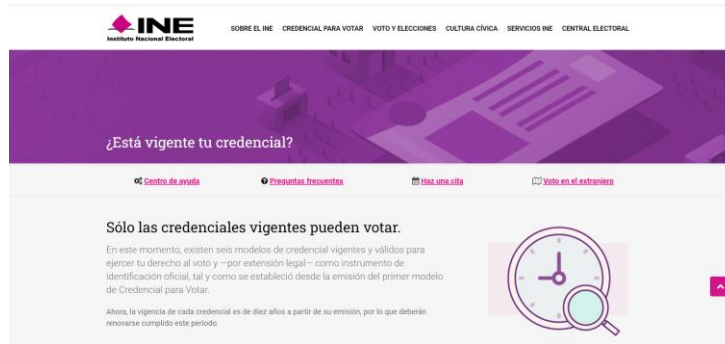 INE
Instituto Nacional Electoral
SOBRE EL INE CREDENCIAL PARA VOTAR VOTO Y ELECCIONES CULTURA CÍVICA SERVICIOS INE CENTRAL ELECTORAL
¿Está vigente tu credencial?
Centro de ayuda Preguntas frecuentes Haz una cita Voto en el extranjero
Sólo las credenciales vigentes pueden votar.
En este momento, existen seis modelos de credencial vigentes y válidos para
ejercer tu derecho al voto y —por extensión legal— como instrumento de
identificación oficial, tal y como se estableció desde la emisión del primer modelo
de Credencial para Votar.
Ahora, la vigencia de cada credencial es de diez años a partir de su emisión, por lo que deberán
renovarse cumplido este periodo.